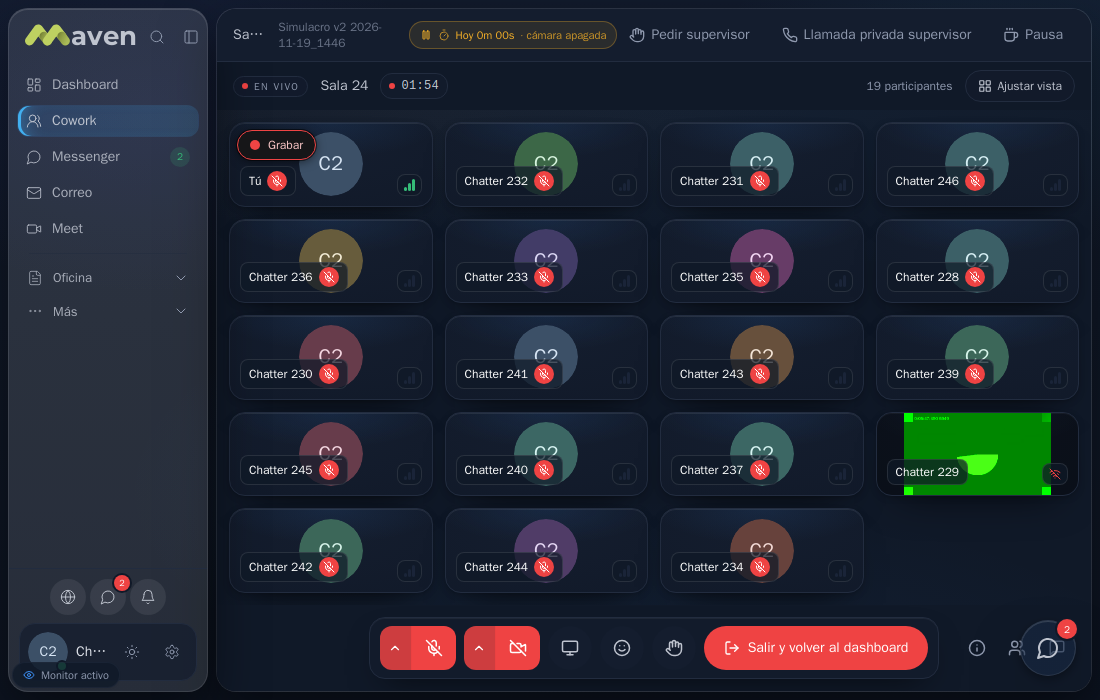 Maven
Dashboard
Cowork
Messenger
2
Correo
Meet
Oficina
Más
2
C2
Ch···
Monitor activo
Sa···
Simulacro v2 2026-
11-19_1446
Hoy 0m 00s · cámara apagada
Pedir supervisor
Llamada privada supervisor
Pausa
EN VIVO
Sala 24
01:54
19 participantes
Ajustar vista
Grabar
C2
Tú
C2
Chatter 232
C2
Chatter 231
C2
Chatter 246
C2
Chatter 236
C2
Chatter 233
C2
Chatter 235
C2
Chatter 228
C2
Chatter 230
C2
Chatter 241
C2
Chatter 243
C2
Chatter 239
C2
Chatter 245
C2
Chatter 240
C2
Chatter 237
Chatter 229
C2
Chatter 242
C2
Chatter 244
C2
Chatter 234
Salir y volver al dashboard
2